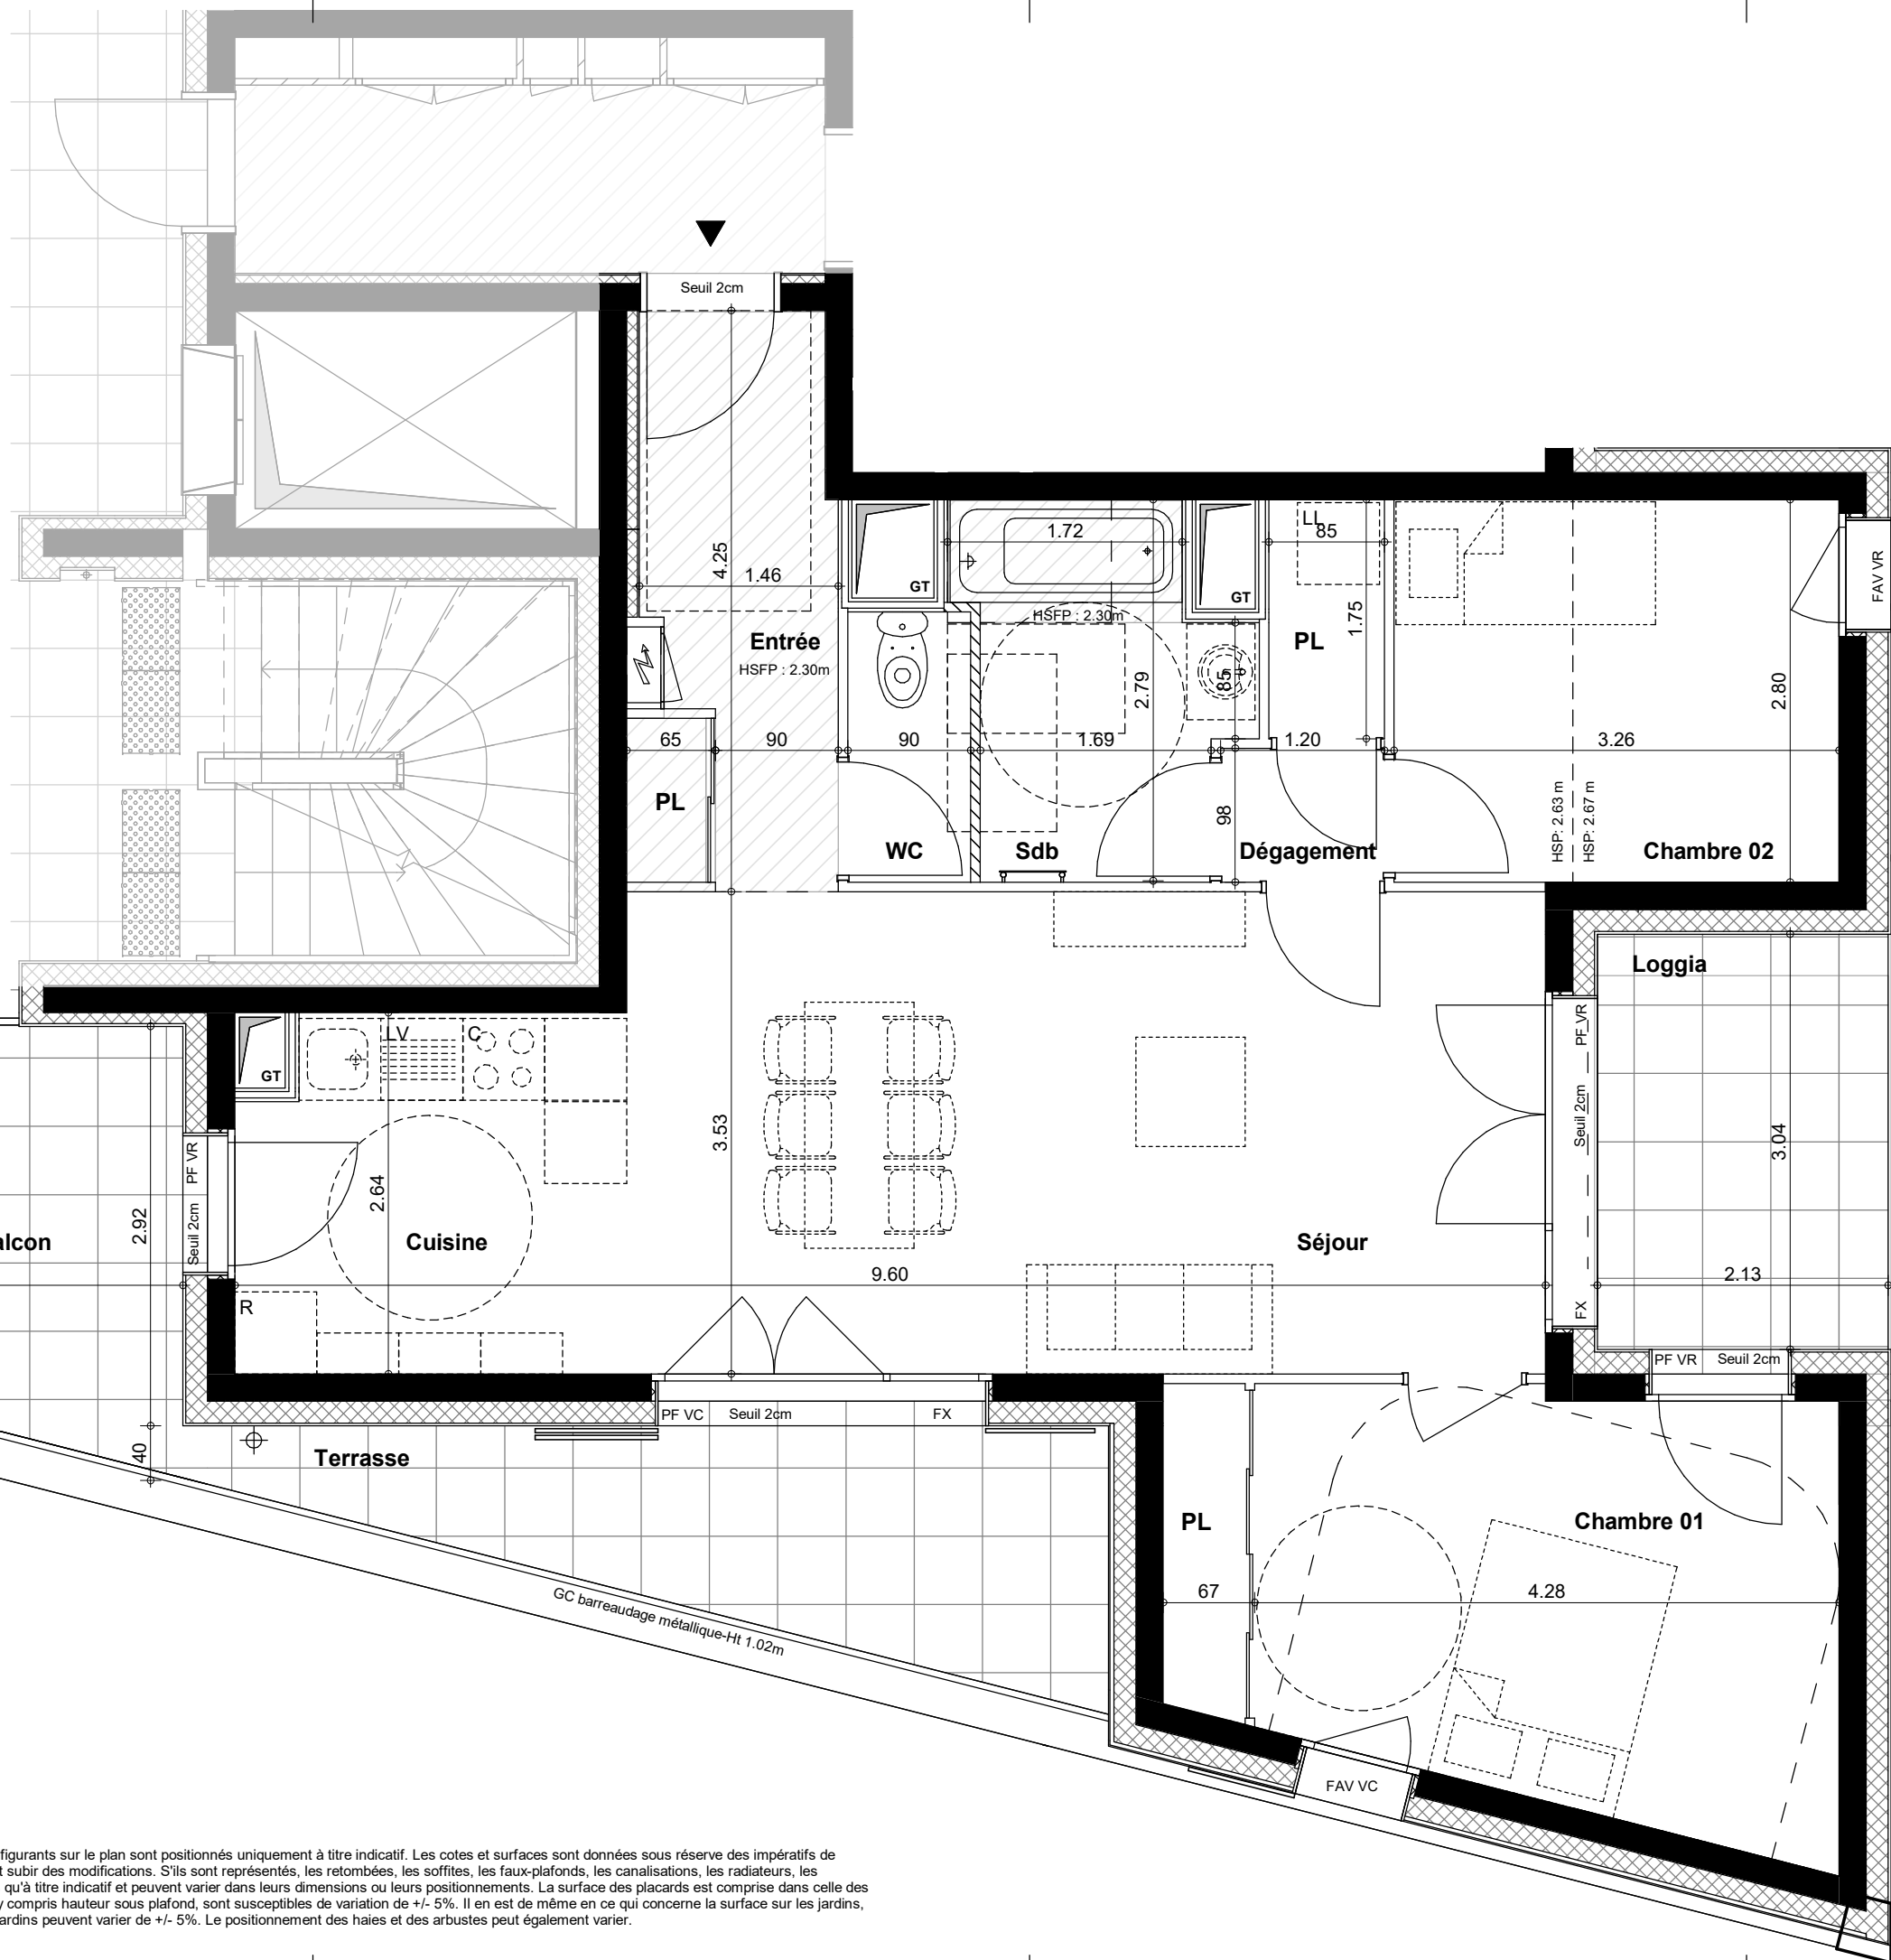 Seuil 2cm
4.25
1.46
Entrée
HSFP : 2.30m
GT
1.72
HSFP : 2.30m
GT
LL
85
1.75
PL
2.79
85
2.80
FAV VR
65
90
90
1.69
1.20
3.26
PL
98
WC
Sdb
Dégagement
HSP: 2.63 m
HSP: 2.67 m
Chambre 02
Loggia
GT
LV
C
PF VR
Seuil 2cm
3.53
2.64
3.04
2.92
PF VR
Seuil 2cm
alcon
Cuisine
Séjour
9.60
2.13
R
FX
PF VR
Seuil 2cm
PF VC
Seuil 2cm
FX
40
Terrasse
PL
Chambre 01
67
4.28
GC barreaudage métallique-Ht 1.02m
FAV VC
figurants sur le plan sont positionnés uniquement à titre indicatif. Les cotes et surfaces sont données sous réserve des impératifs de
t subir des modifications. S'ils sont représentés, les retombées, les soffites, les faux-plafonds, les canalisations, les radiateurs, les
qu'à titre indicatif et peuvent varier dans leurs dimensions ou leurs positionnements. La surface des placards est comprise dans celle des
y compris hauteur sous plafond, sont susceptibles de variation de +/- 5%. Il en est de même en ce qui concerne la surface sur les jardins,
ardins peuvent varier de +/- 5%. Le positionnement des haies et des arbustes peut également varier.